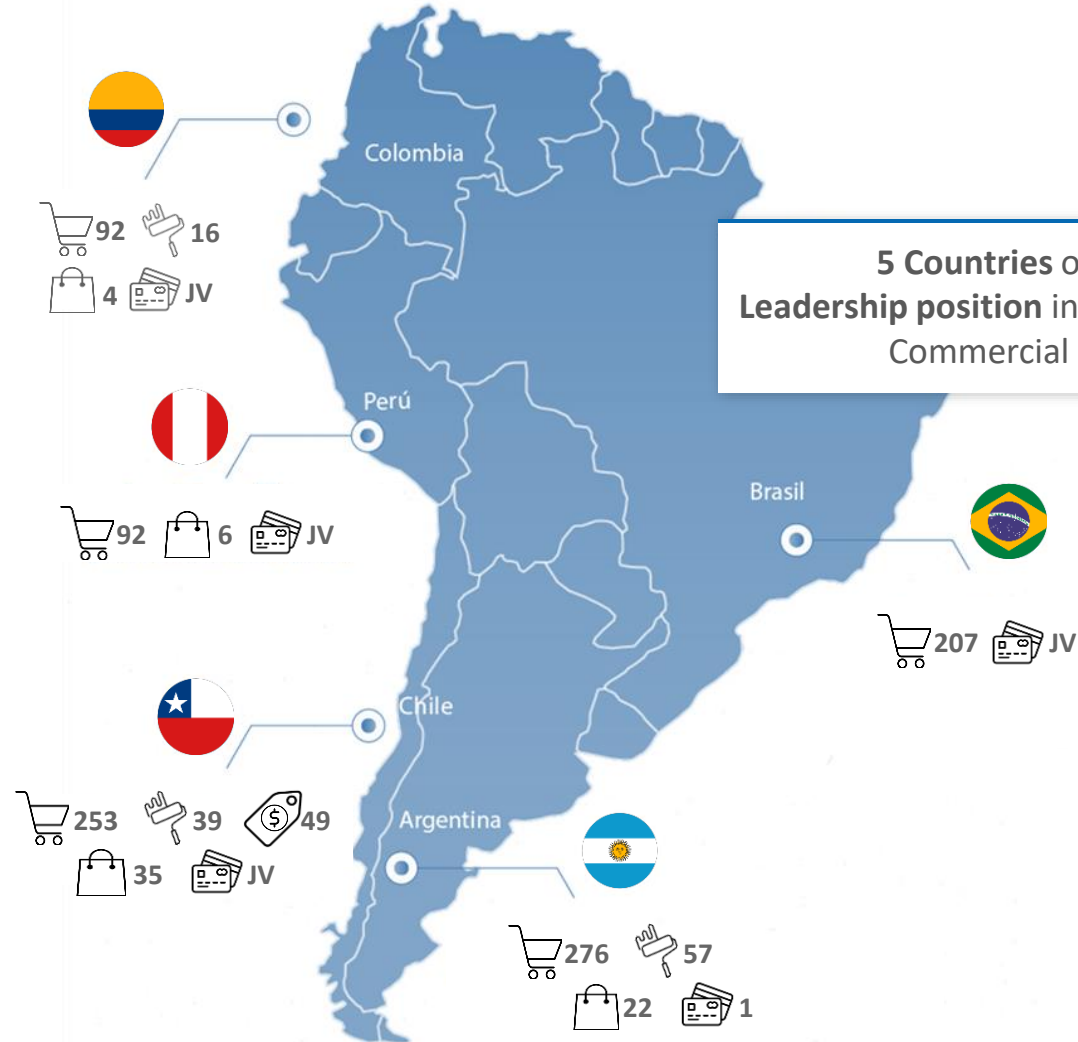 Colombia
92 16
4 JV
5 Countries o
Leadership position in
Commercial
Perú
92 6 JV
Brasil
207 JV
Chile
253 39 49
35 JV
Argentina
276 57
22 1